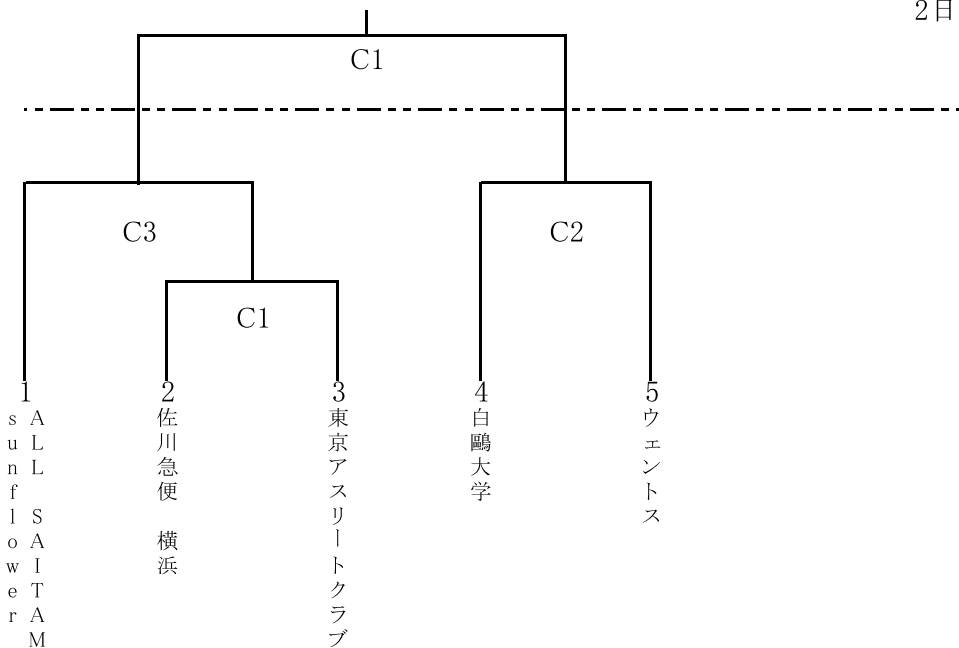 2日
C1
C3
C2
C1
1
2
3
4
5
ALL SAITAM
sunflower
佐川急便 横浜
東京アスリートクラブ
白鷗大学
ウェントス